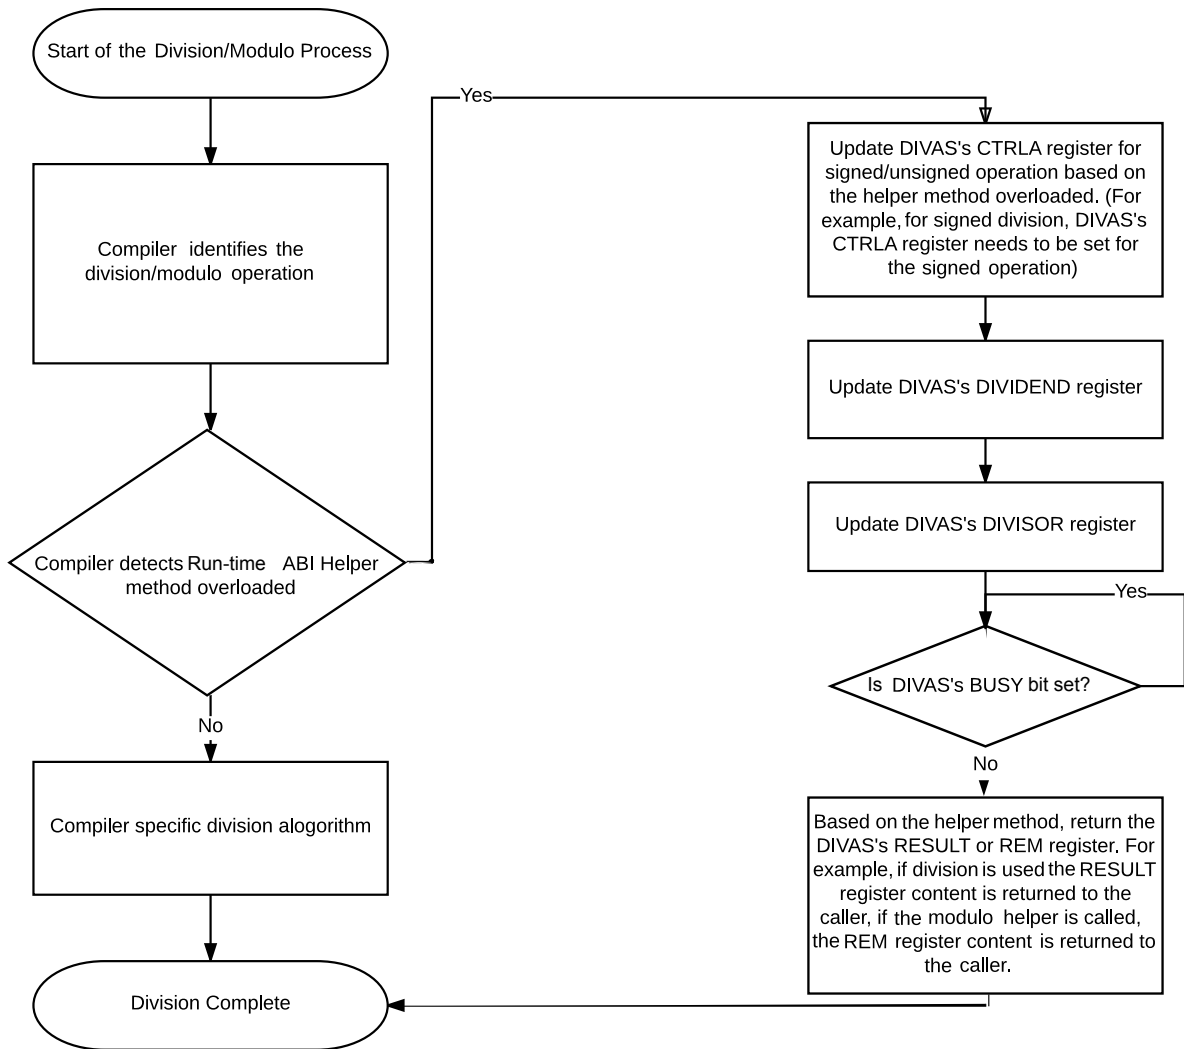 Start of the Division/Modulo Process
Compiler identifies the
division/modulo operation
Compiler detects Run-time ABI Helper
method overloaded
No
Compiler specific division alogorithm
Division Complete
Yes
Update DIVAS's CTRLA register for
signed/unsigned operation based on
the helper method overloaded. (For
example, for signed division, DIVAS's
CTRLA register needs to be set for
the signed operation)
Update DIVAS's DIVIDEND register
Update DIVAS's DIVISOR register
Yes
Is DIVAS's BUSY bit set?
No
Based on the helper method, return the
DIVAS's RESULT or REM register. For
example, if division is used the RESULT
register content is returned to the
caller, if the modulo helper is called,
the REM register content is returned to
the caller.